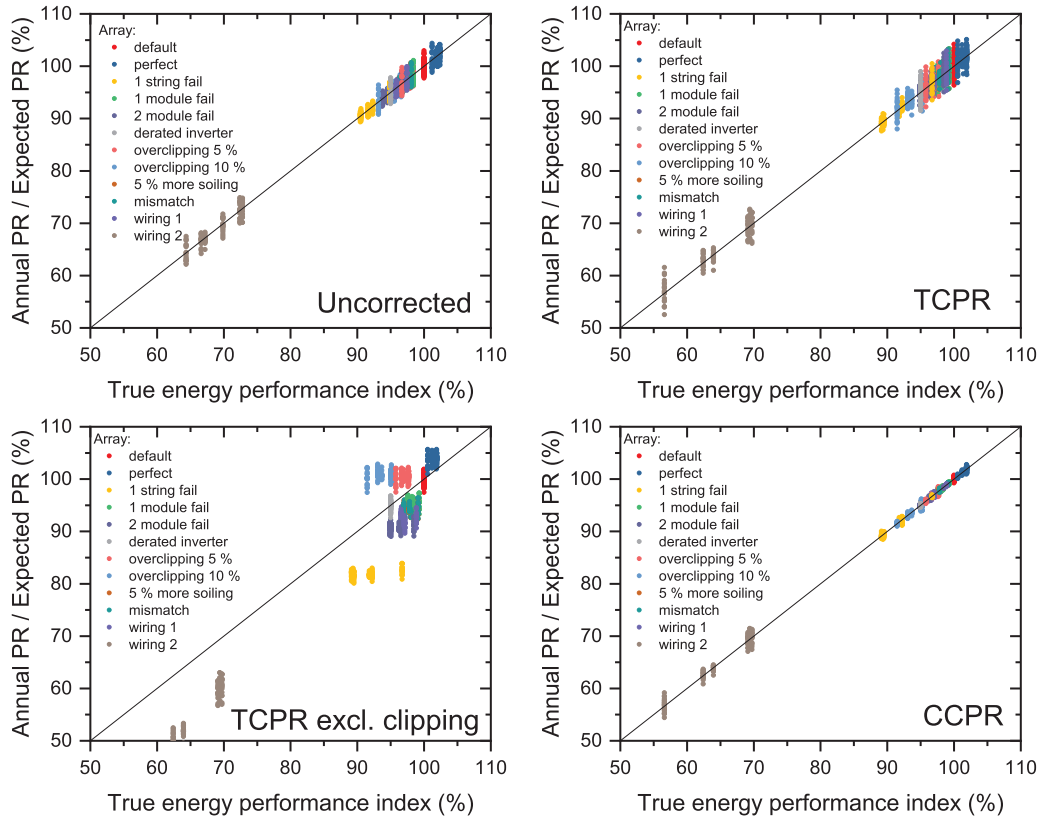 Annual PR / Expected PR (%)
110
100
90
80
70
60
50
Array:
default
perfect
1 string fail
1 module fail
2 module fail
derated inverter
overclipping 5 %
overclipping 10 %
5 % more soiling
mismatch
wiring 1
wiring 2
Uncorrected
50 60 70 80 90 100 110
True energy performance index (%)
Annual PR / Expected PR (%)
110
100
90
80
70
60
50
Array:
default
perfect
1 string fail
1 module fail
2 module fail
derated inverter
overclipping 5 %
overclipping 10 %
5 % more soiling
mismatch
wiring 1
wiring 2
TCPR
50 60 70 80 90 100 110
True energy performance index (%)
Annual PR / Expected PR (%)
110
100
90
80
70
60
50
Array:
default
perfect
1 string fail
1 module fail
2 module fail
derated inverter
overclipping 5 %
overclipping 10 %
5 % more soiling
mismatch
wiring 1
wiring 2
TCPR excl. clipping
50 60 70 80 90 100 110
True energy performance index (%)
Annual PR / Expected PR (%)
110
100
90
80
70
60
50
Array:
default
perfect
1 string fail
1 module fail
2 module fail
derated inverter
overclipping 5 %
overclipping 10 %
5 % more soiling
mismatch
wiring 1
wiring 2
CCPR
50 60 70 80 90 100 110
True energy performance index (%)